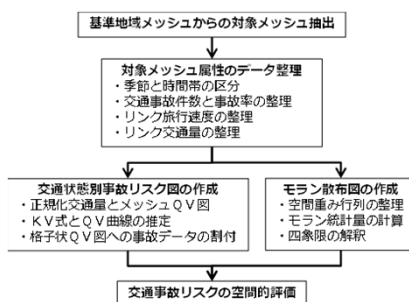 基準地域メッシュからの対象メッシュ抽出
対象メッシュ属性のデータ整理
・季節と時間帯の区分
・交通事故件数と事故率の整理
・リンク旅行速度の整理
・リンク交通量の整理
交通状態別事故リスク図の作成
・正規化交通量とメッシュQV図
・KV式とQV曲線の推定
・格子状QV図への事故データの割付
モラン散布図の作成
・空間重み行列の整理
・モラン統計量の計算
・四象限の解釈
交通事故リスクの空間的評価